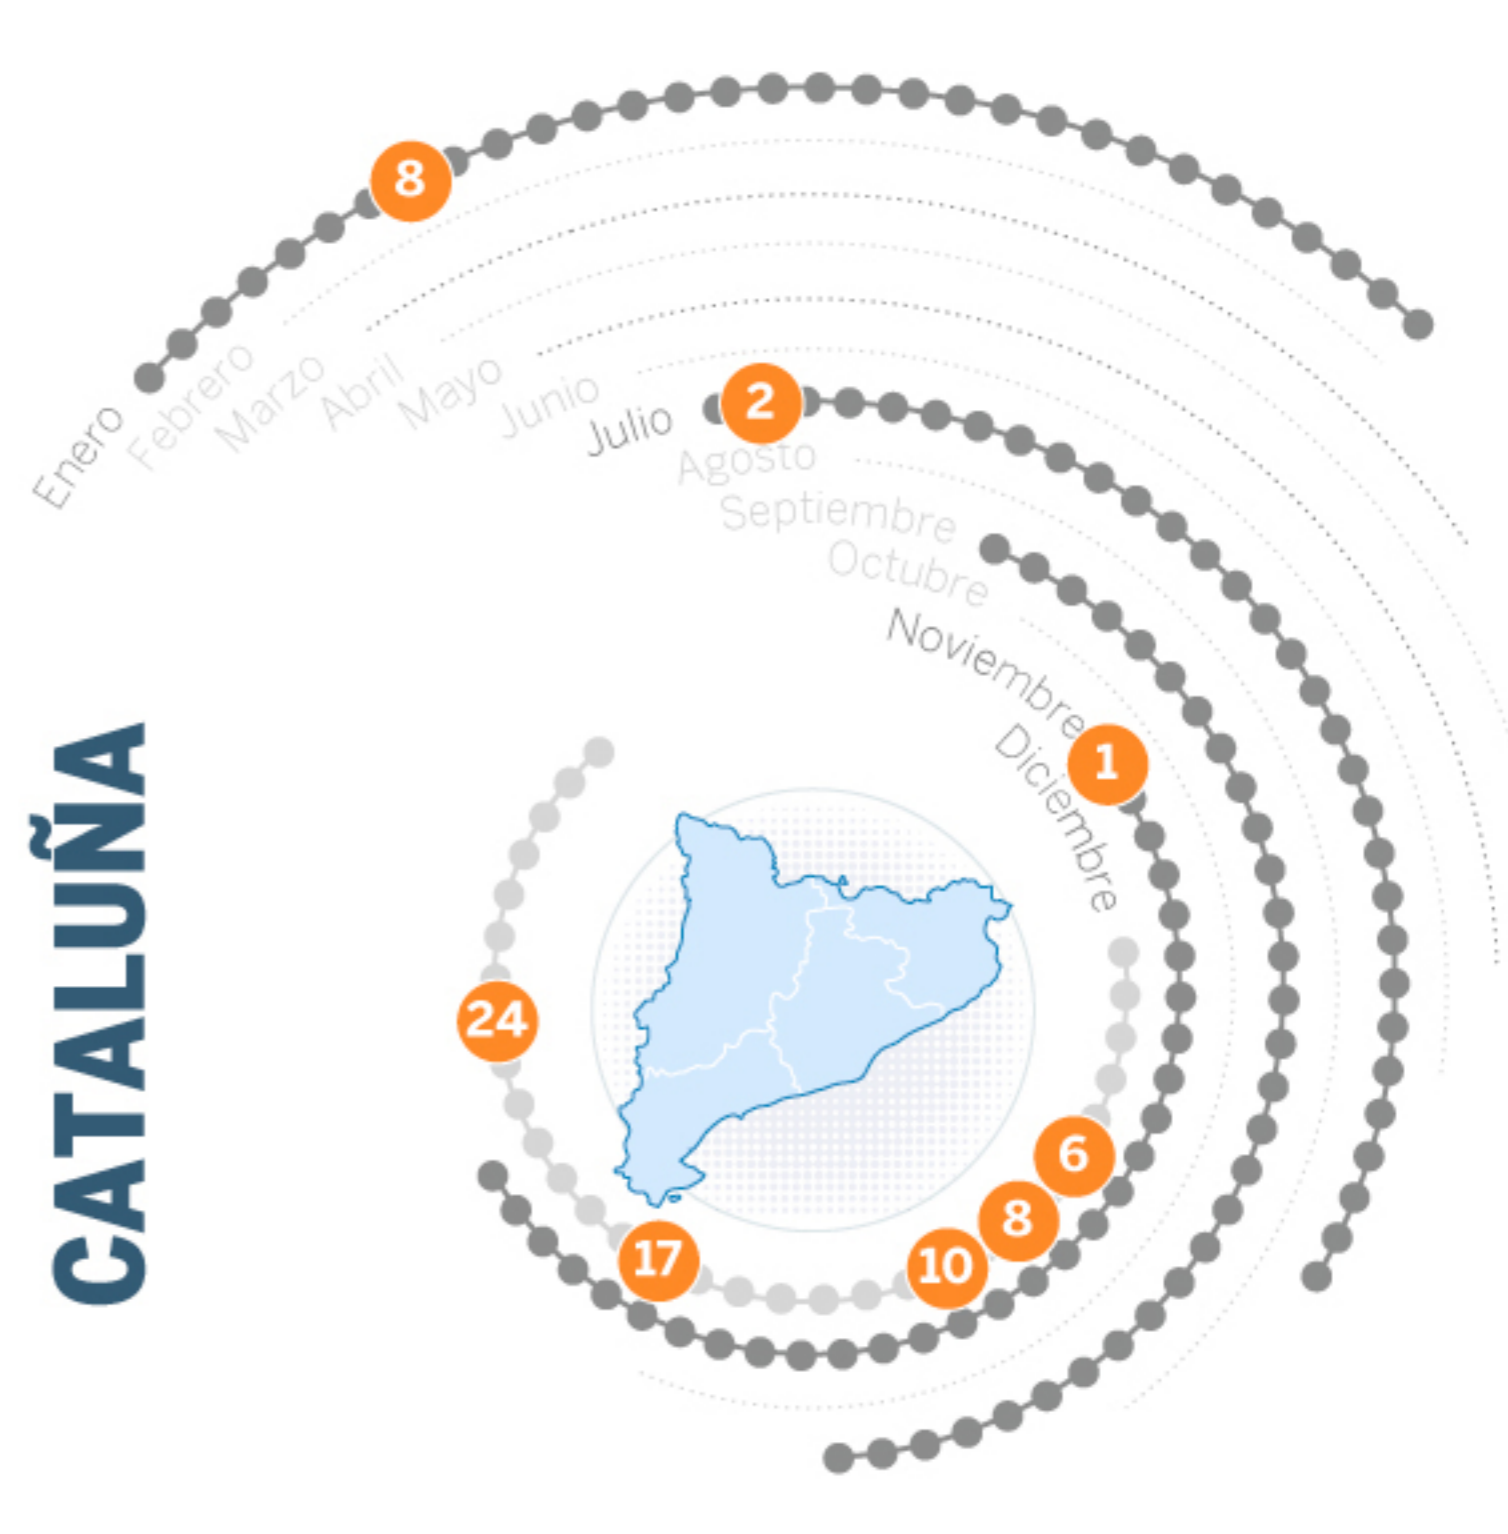 8
Enero
Febrero
Marzo
Abril
Mayo
Junio
Julio
2
Agosto
Septiembre
Octubre
Noviembre
1
Diciembre
6
8
10
17
24
CATALUÑA